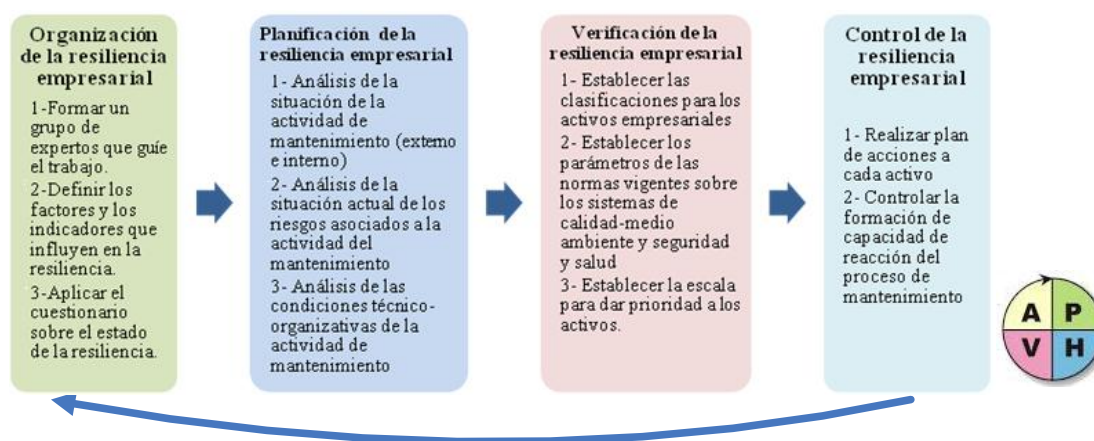 Organización
de la resiliencia
empresarial
1-Formar un
grupo de
expertos que guíe
el trabajo.
2-Definir los
factores y los
indicadores que
influyen en la
resiliencia.
3-Aplicar el
cuestionario
sobre el estado
de la resiliencia.
Planificación de la
resiliencia empresarial
1- Análisis de la
situación de la
actividad de
mantenimiento (externo
e interno)
2- Análisis de la
situación actual de los
riesgos asociados a la
actividad del
mantenimiento
3- Análisis de las
condiciones técnico-
organizativas de la
actividad de
mantenimiento
Verificación de la
resiliencia empresarial
1- Establecer las
clasificaciones para los
activos empresariales
2- Establecer los
parámetros de las
normas vigentes sobre
los sistemas de
calidad-medio
ambiente y seguridad
y salud
3- Establecer la escala
para dar prioridad a los
activos.
Control de la
resiliencia
empresarial
1- Realizar plan
de acciones a
cada activo
2- Controlar la
formación de
capacidad de
reacción del
proceso de
mantenimiento
A P
V H